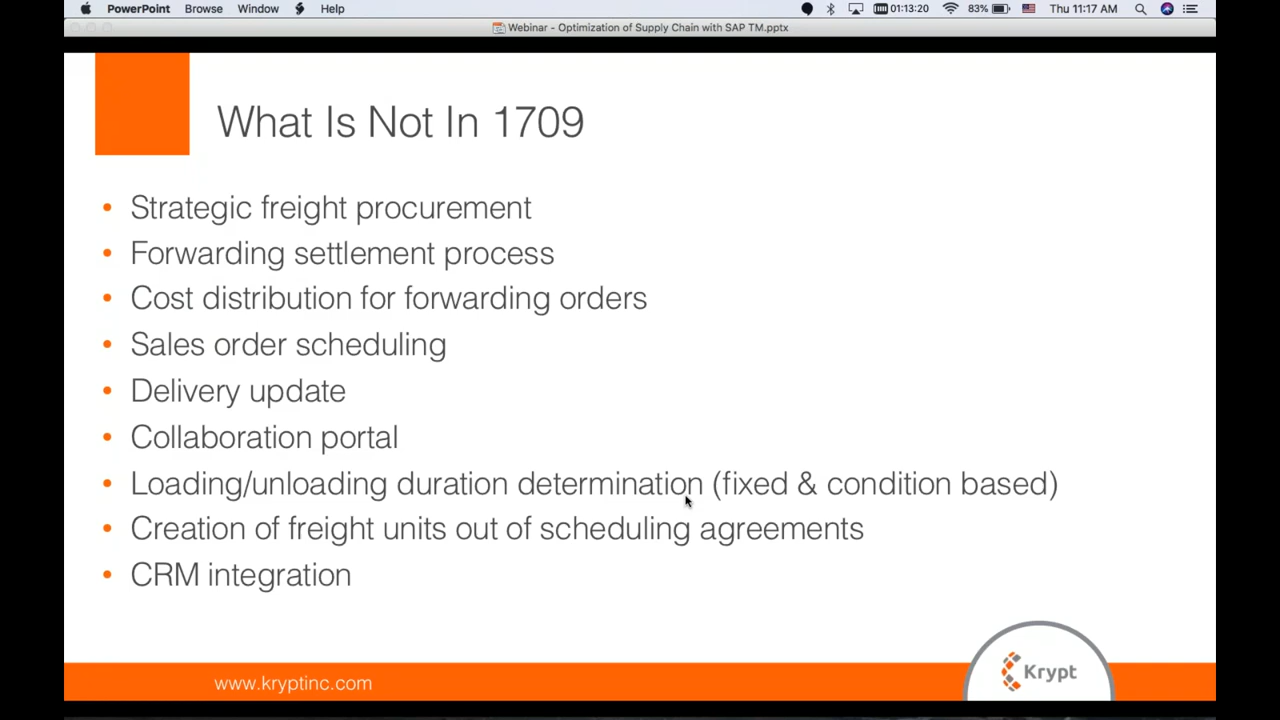 PowerPoint Browse Window Help 01:13:20 83% Thu 11:17 AM
Webinar - Optimization of Supply Chain with SAP TM.pptx
What Is Not In 1709
• Strategic freight procurement
• Forwarding settlement process
• Cost distribution for forwarding orders
• Sales order scheduling
• Delivery update
• Collaboration portal
• Loading/unloading duration determination (fixed & condition based)
• Creation of freight units out of scheduling agreements
• CRM integration
www.kryptinc.com
Krypt